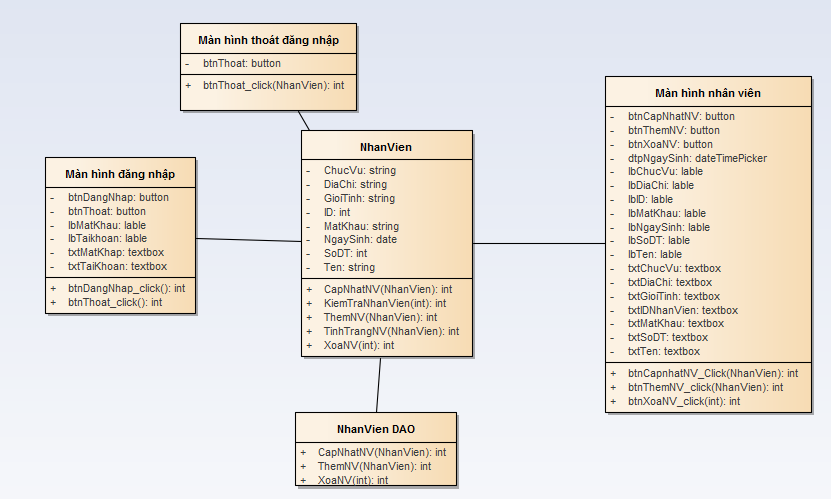 Màn hình thoát đăng nhập
- btnThoat: button
+ btnThoat_click(NhanVien): int
Màn hình đăng nhập
- btnDangNhap: button
- btnThoat: button
- lbMatKhau: lable
- lbTaikhoan: lable
- txtMatKhap: textbox
- txtTaiKhoan: textbox
+ btnDangNhap_click(): int
+ btnThoat_click(): int
NhanVien
- ChucVu: string
- DiaChi: string
- GioiTinh: string
- ID: int
- MatKhau: string
- NgaySinh: date
- SoDT: int
- Ten: string
+ CapNhatNV(NhanVien): int
+ KiemTraNhanVien(int): int
+ ThemNV(NhanVien): int
+ TinhTrangNV(NhanVien): int
+ XoaNV(int): int
Màn hình nhân viên
- btnCapNhatNV: button
- btnThemNV: button
- btnXoaNV: button
- dtpNgaySinh: dateTimePicker
- lbChucVu: lable
- lbDiaChi: lable
- lbID: lable
- lbMatKhau: lable
- lbNgaySinh: lable
- lbSoDT: lable
- lbTen: lable
- txtChucVu: textbox
- txtDiaChi: textbox
- txtGioiTinh: textbox
- txtIDNhanVien: textbox
- txtMatKhau: textbox
- txtSoDT: textbox
- txtTen: textbox
+ btnCapnhatNV_Click(NhanVien): int
+ btnThemNV_click(NhanVien): int
+ btnXoaNV_click(int): int
NhanVien DAO
+ CapNhatNV(NhanVien): int
+ ThemNV(NhanVien): int
+ XoaNV(int): int